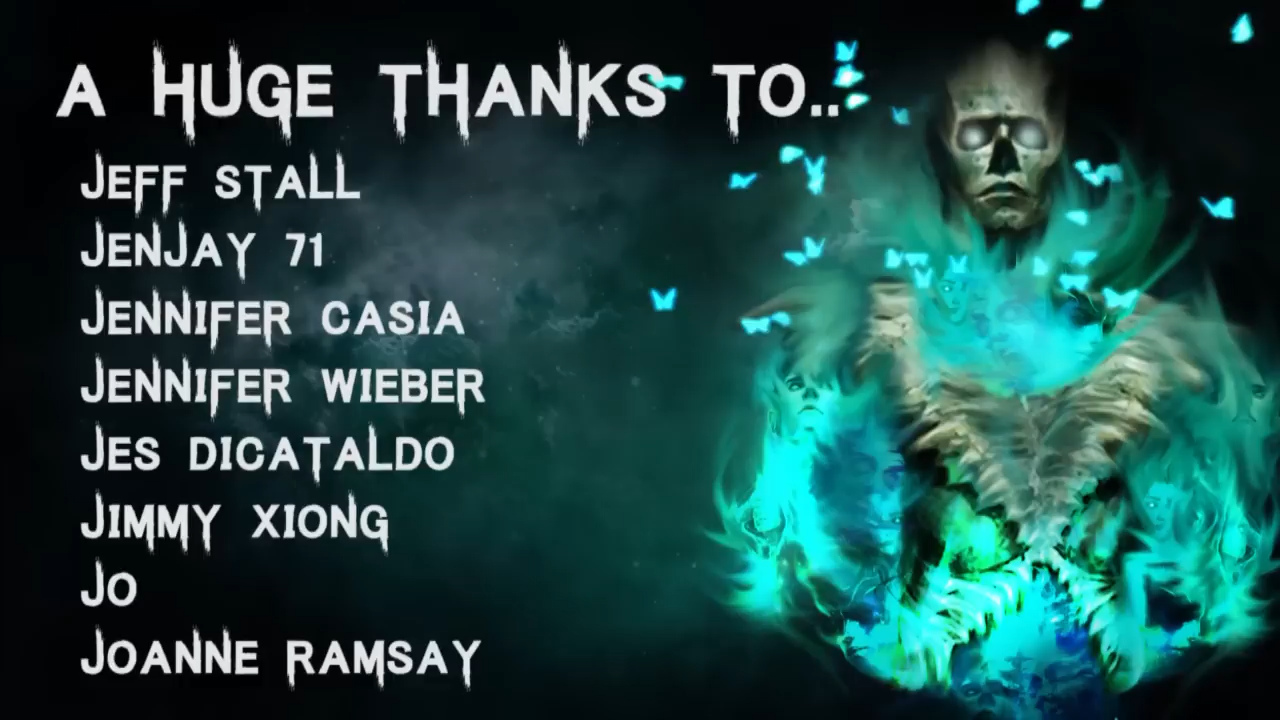 A HUGE THANKS TO..
JEFF STALL
JENJAY 71
JENNIFER CASIA
JENNIFER WIEBER
JES DICATALDO
JIMMY XIONG
JO
JOANNE RAMSAY